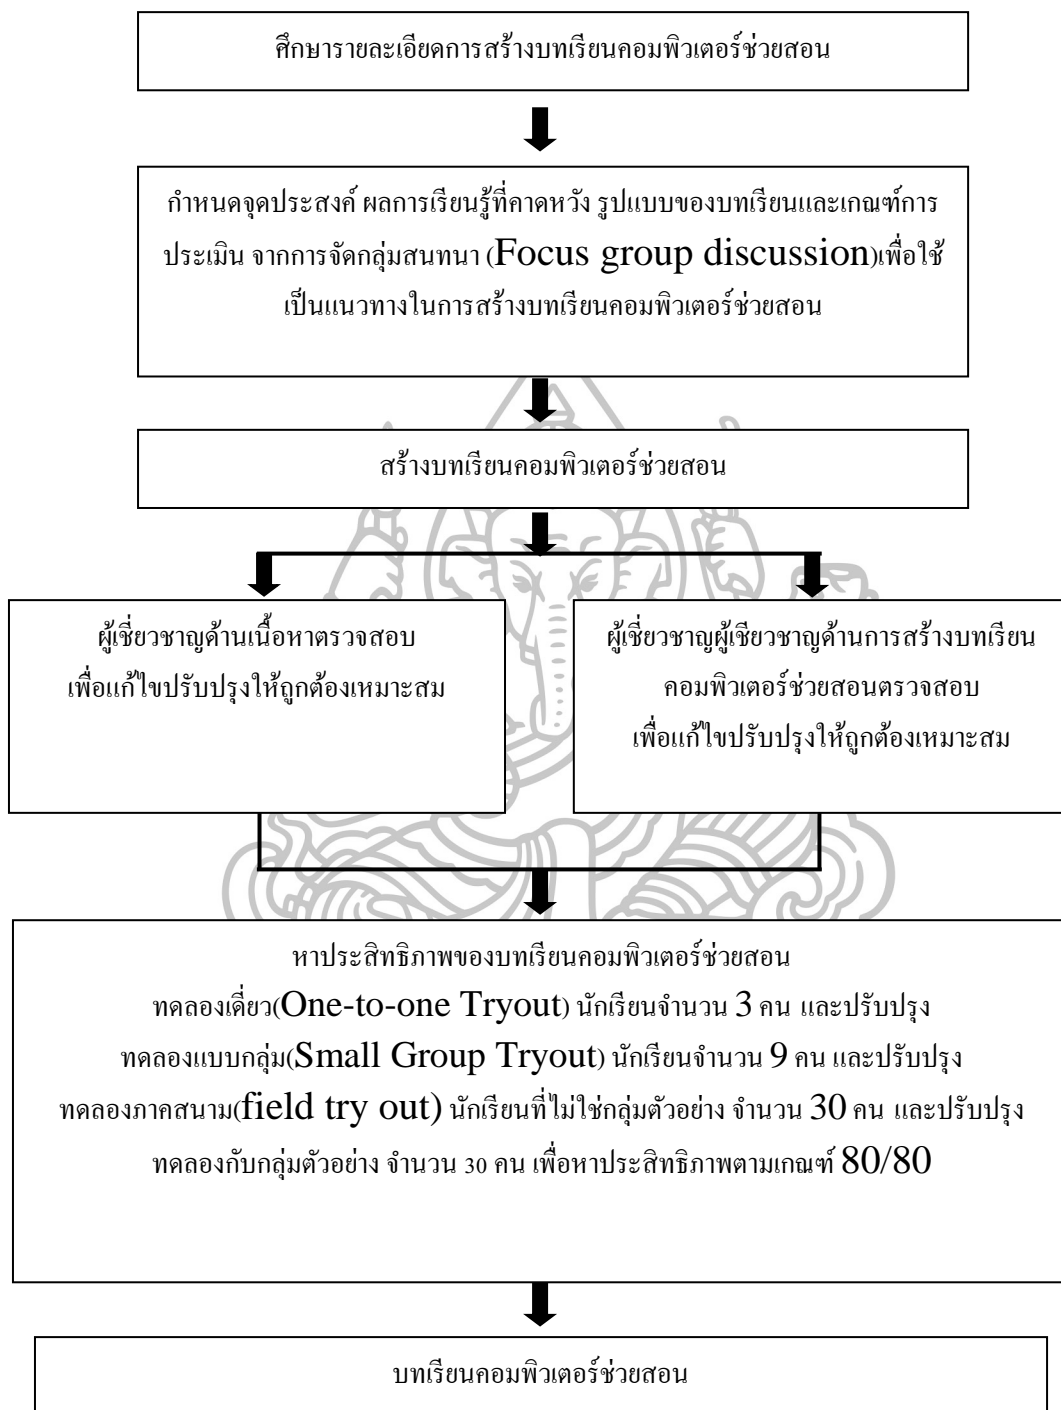 ศึกษารายละเอียดการสร้างบทเรียนคอมพิวเตอร์ช่วยสอน
กำหนดจุดประสงค์ ผลการเรียนรู้ที่คาดหวัง รูปแบบของบทเรียนและเกณฑ์การ
ประเมิน จากการจัดกลุ่มสนทนา (Focus group discussion)เพื่อใช้
เป็นแนวทางในการสร้างบทเรียนคอมพิวเตอร์ช่วยสอน
สร้างบทเรียนคอมพิวเตอร์ช่วยสอน
ผู้เชี่ยวชาญด้านเนื้อหาตรวจสอบ
เพื่อแก้ไขปรับปรุงให้ถูกต้องเหมาะสม
ผู้เชี่ยวชาญผู้เชียวชาญด้านการสร้างบทเรียน
คอมพิวเตอร์ช่วยสอนตรวจสอบ
เพื่อแก้ไขปรับปรุงให้ถูกต้องเหมาะสม
หาประสิทธิภาพของบทเรียนคอมพิวเตอร์ช่วยสอน
ทดลองเดี่ยว(One-to-one Tryout) นักเรียนจำนวน 3 คน และปรับปรุง
ทดลองแบบกลุ่ม(Small Group Tryout) นักเรียนจำนวน 9 คน และปรับปรุง
ทดลองภาคสนาม(field try out) นักเรียนที่ไม่ใช่กลุ่มตัวอย่าง จำนวน 30 คน และปรับปรุง
ทดลองกับกลุ่มตัวอย่าง จำนวน 30 คน เพื่อหาประสิทธิภาพตามเกณฑ์ 80/80
บทเรียนคอมพิวเตอร์ช่วยสอน